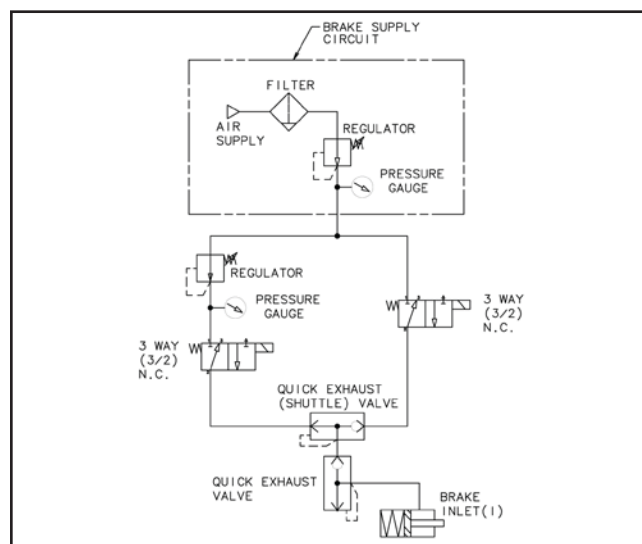 BRAKE SUPPLY
CIRCUIT
FILTER
AIR
SUPPLY
REGULATOR
PRESSURE
GAUGE
REGULATOR
PRESSURE
GAUGE
3 WAY
(3/2)
N.C.
3 WAY
(3/2)
N.C.
QUICK EXHAUST
(SHUTTLE) VALVE
QUICK EXHAUST
VALVE
BRAKE
INLET(1)